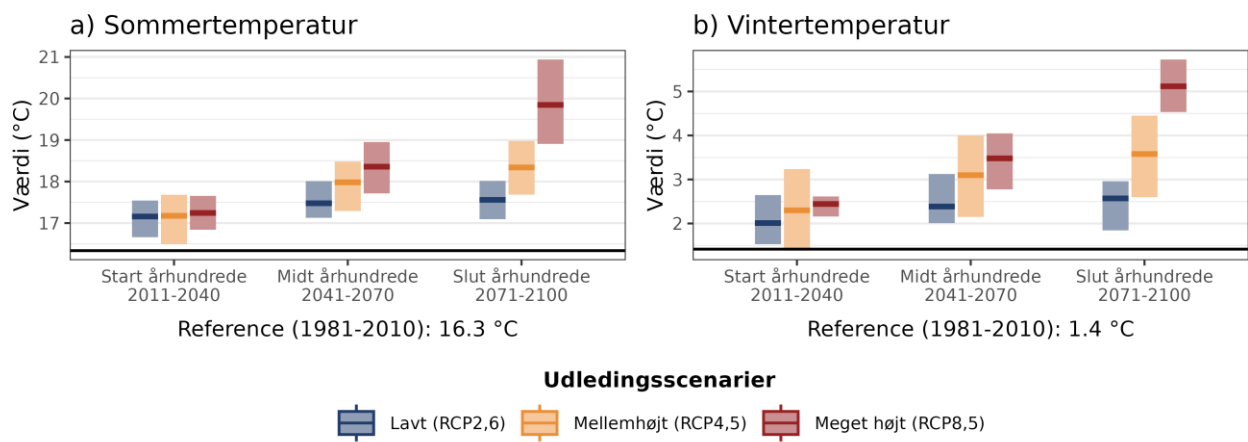 a) Sommertemperatur
Værdi (°C)
21
20
19
18
17
Start århundrede
2011-2040
Midt århundrede
2041-2070
Slut århundrede
2071-2100
Reference (1981-2010): 16.3 °C
b) Vintertemperatur
Værdi (°C)
5
4
3
2
Start århundrede
2011-2040
Midt århundrede
2041-2070
Slut århundrede
2071-2100
Reference (1981-2010): 1.4 °C
Udledingsscenarier
Lavt (RCP2,6)
Mellemhøjt (RCP4,5)
Meget højt (RCP8,5)